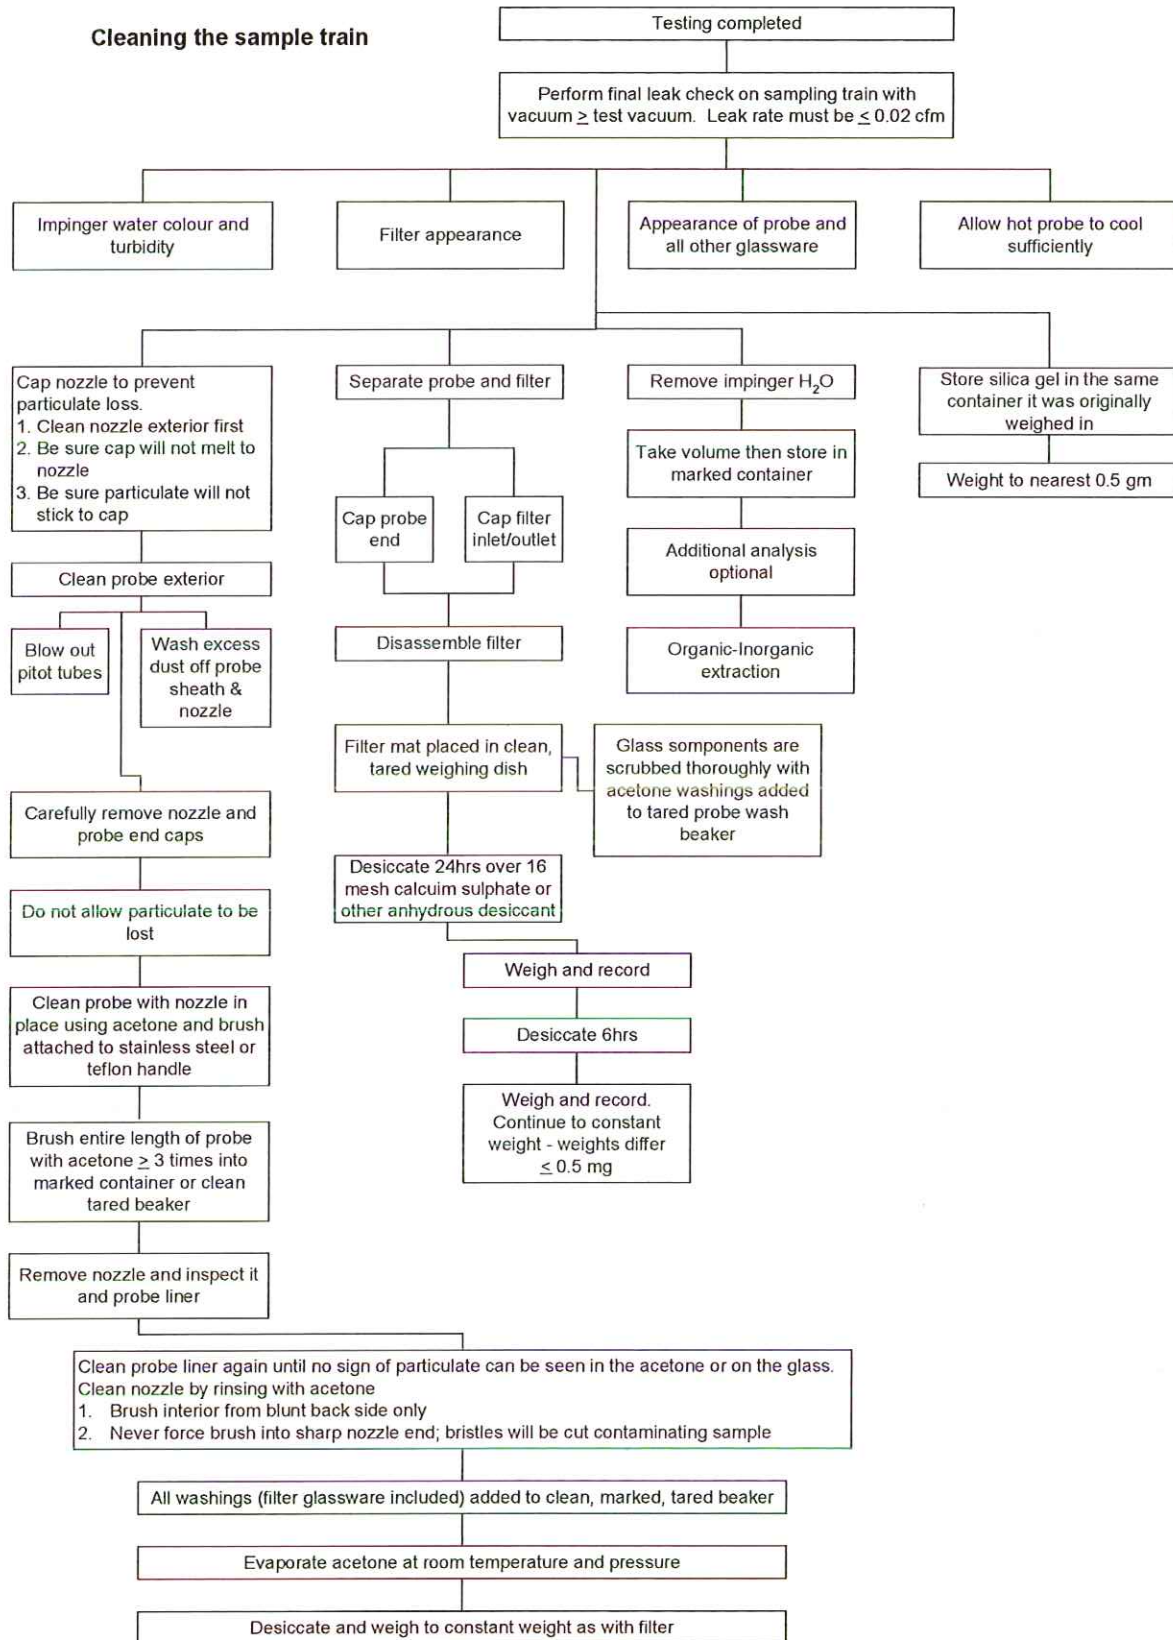 Cleaning the sample train
Testing completed
Perform final leak check on sampling train with
vacuum ≥ test vacuum. Leak rate must be ≤ 0.02 cfm
Impinger water colour and
turbidity
Filter appearance
Appearance of probe and
all other glassware
Allow hot probe to cool
sufficiently
Cap nozzle to prevent
particulate loss.
1. Clean nozzle exterior first
2. Be sure cap will not melt to
nozzle
3. Be sure particulate will not
stick to cap
Clean probe exterior
Blow out
pitot tubes
Wash excess
dust off probe
sheath &
nozzle
Carefully remove nozzle and
probe end caps
Do not allow particulate to be
lost
Clean probe with nozzle in
place using acetone and brush
attached to stainless steel or
teflon handle
Brush entire length of probe
with acetone ≥ 3 times into
marked container or clean
tared beaker
Remove nozzle and inspect it
and probe liner
Separate probe and filter
Cap probe
end
Cap filter
inlet/outlet
Disassemble filter
Filter mat placed in clean,
tared weighing dish
Glass somponents are
scrubbed thoroughly with
acetone washings added
to tared probe wash
beaker
Desiccate 24hrs over 16
mesh calcuim sulphate or
other anhydrous desiccant
Weigh and record
Desiccate 6hrs
Weigh and record.
Continue to constant
weight - weights differ
≤ 0.5 mg
Remove impinger H₂O
Take volume then store in
marked container
Additional analysis
optional
Organic-Inorganic
extraction
Store silica gel in the same
container it was originally
weighed in
Weight to nearest 0.5 gm
Clean probe liner again until no sign of particulate can be seen in the acetone or on the glass.
Clean nozzle by rinsing with acetone
1. Brush interior from blunt back side only
2. Never force brush into sharp nozzle end; bristles will be cut contaminating sample
All washings (filter glassware included) added to clean, marked, tared beaker
Evaporate acetone at room temperature and pressure
Desiccate and weigh to constant weight as with filter